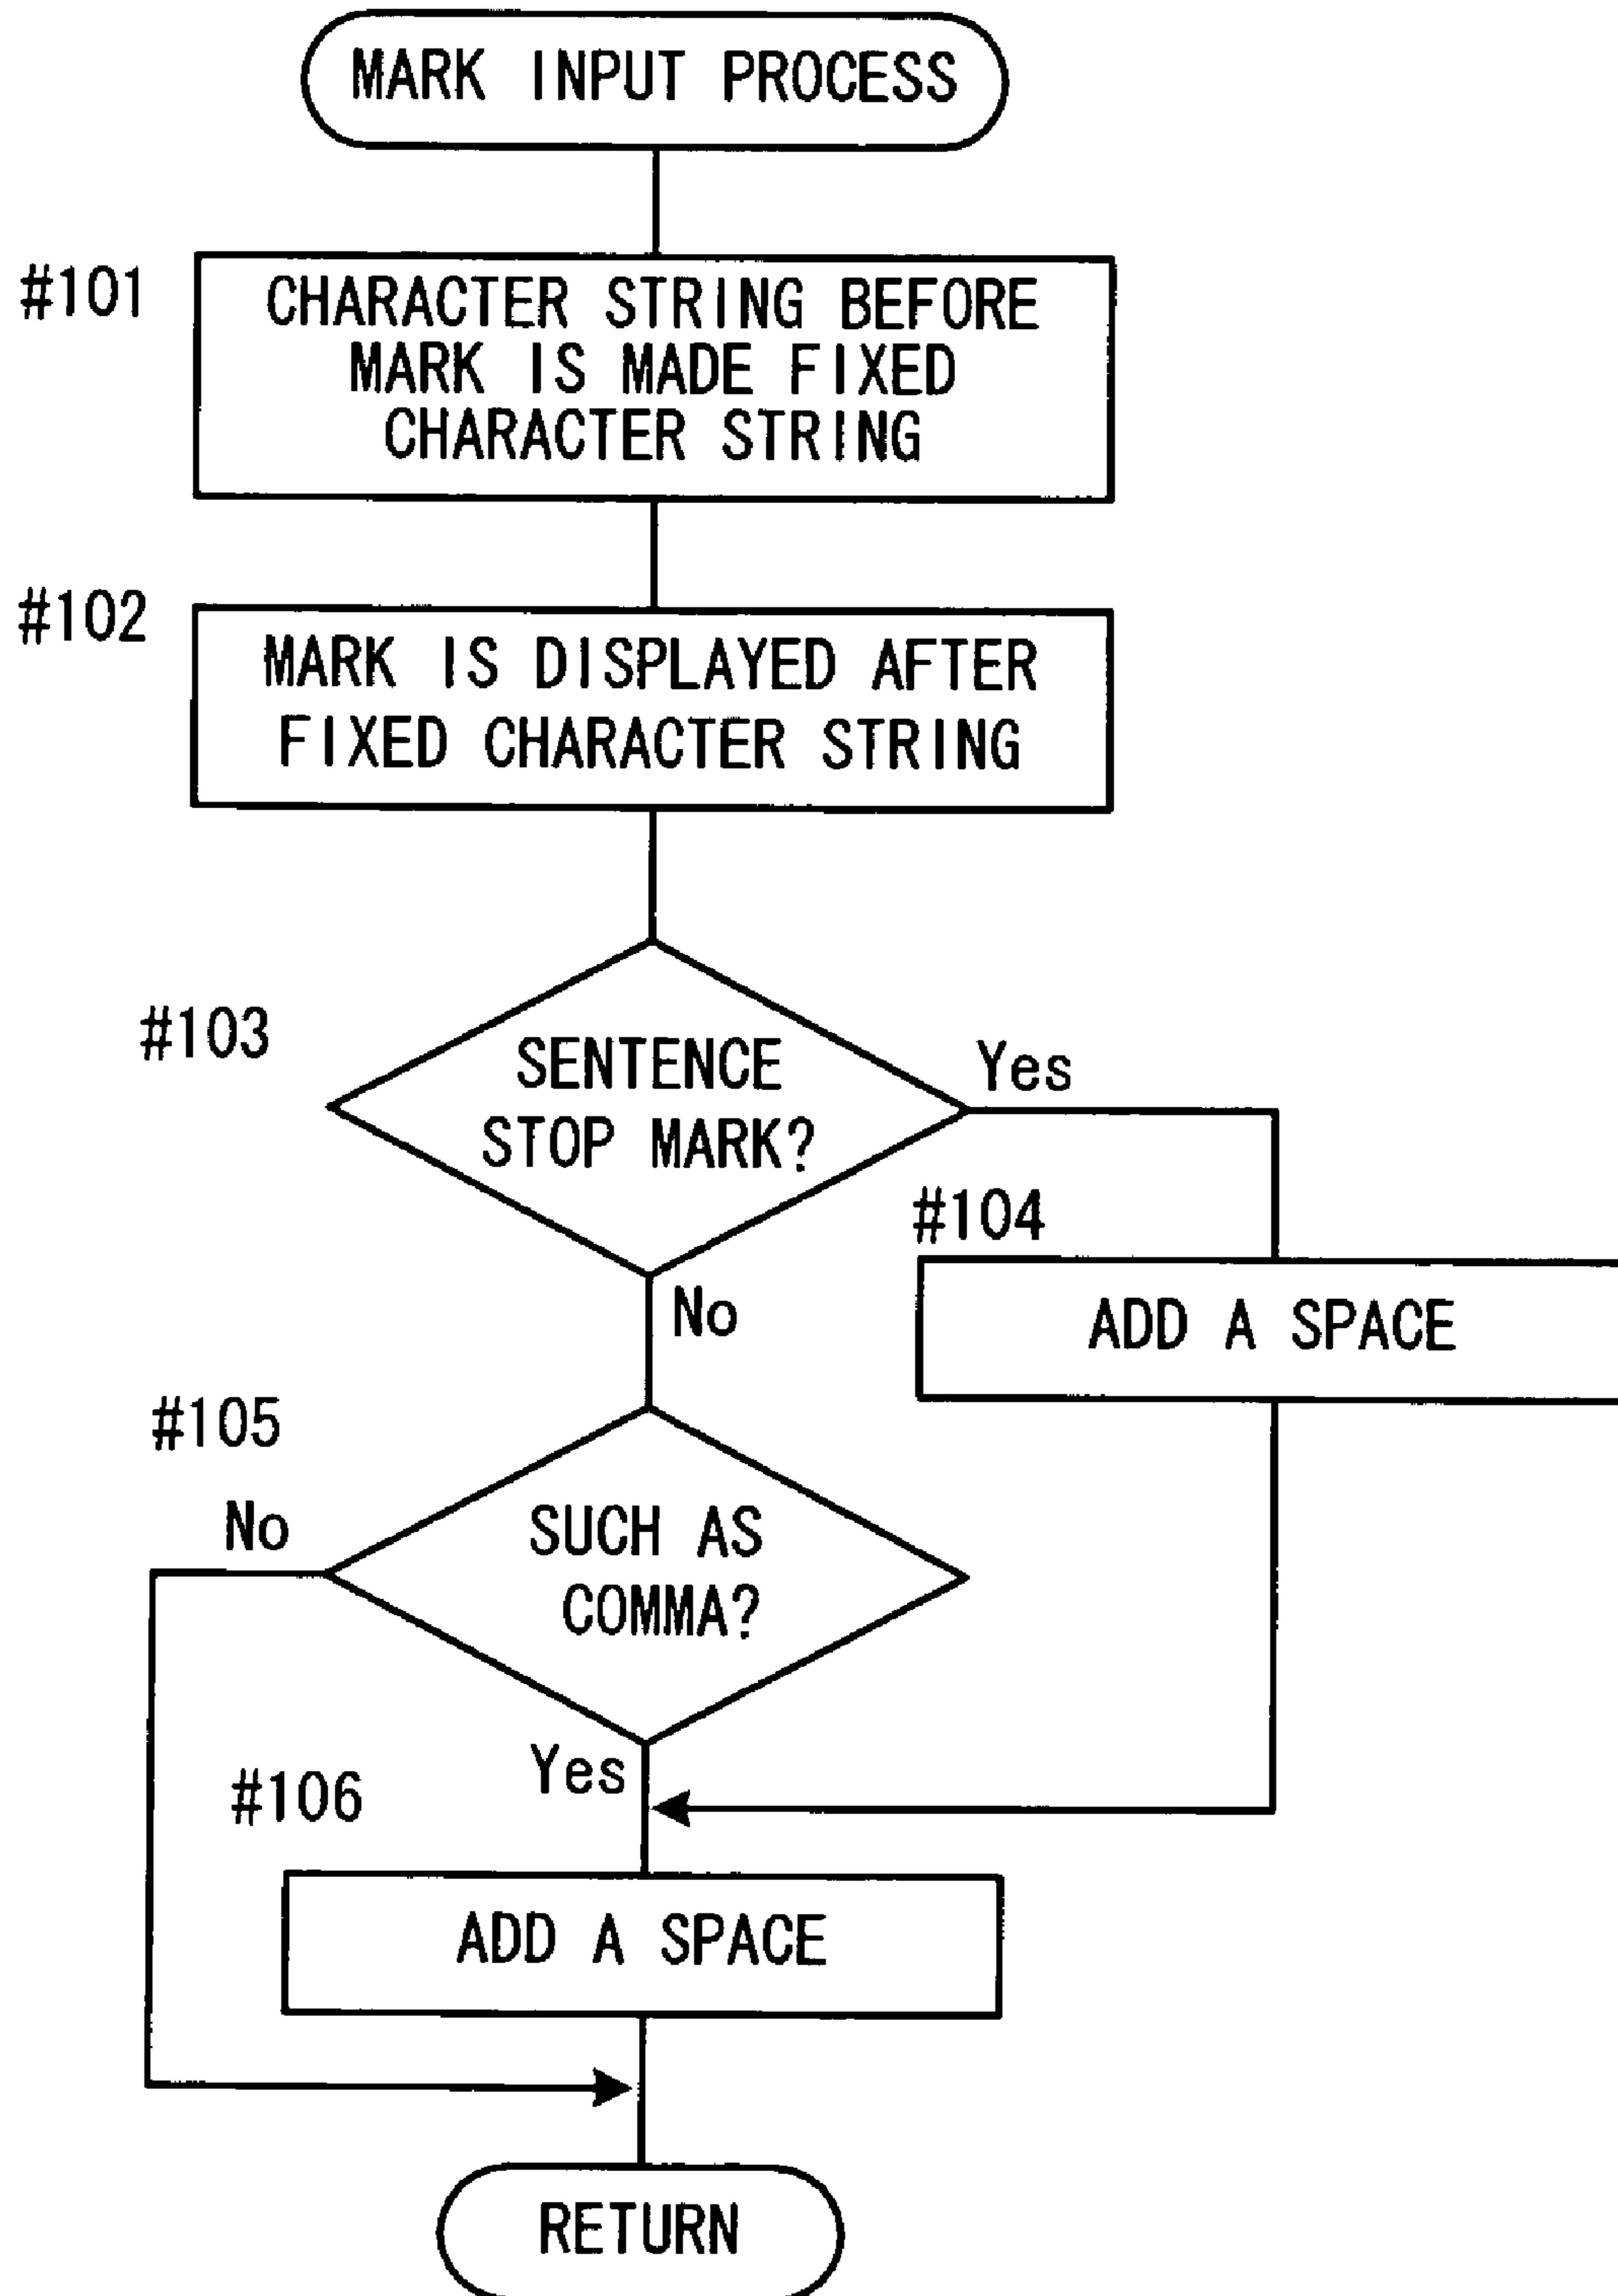 MARK INPUT PROCESS
#101
CHARACTER STRING BEFORE
MARK IS MADE FIXED
CHARACTER STRING
#102
MARK IS DISPLAYED AFTER
FIXED CHARACTER STRING
#103
SENTENCE
STOP MARK?
Yes
#104
ADD A SPACE
No
#105
No
SUCH AS
COMMA?
Yes
#106
ADD A SPACE
RETURN